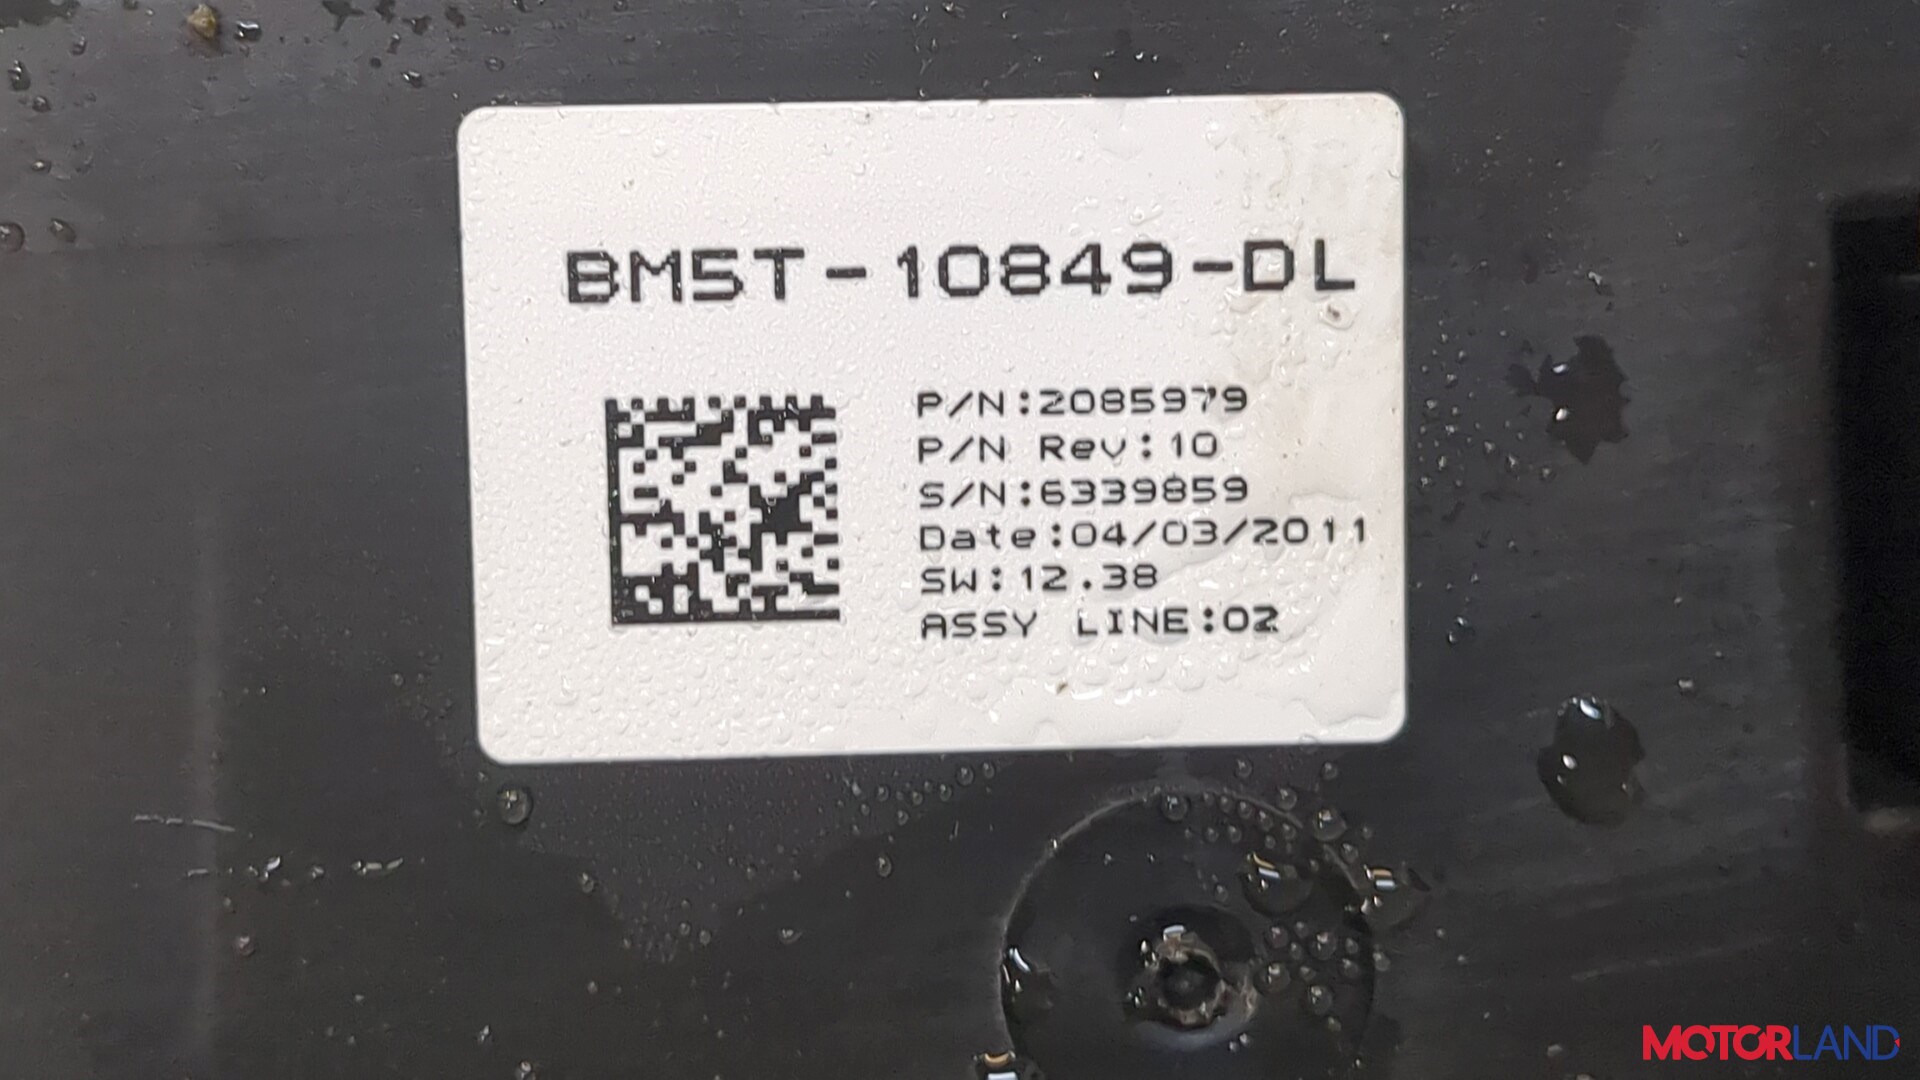 BM5T-10849-DL
P/N:2085979
P/N Rev:10
S/N:6339859
Date:04/03/2011
SW:12.38
ASSY LINE:02
MOTORLAND